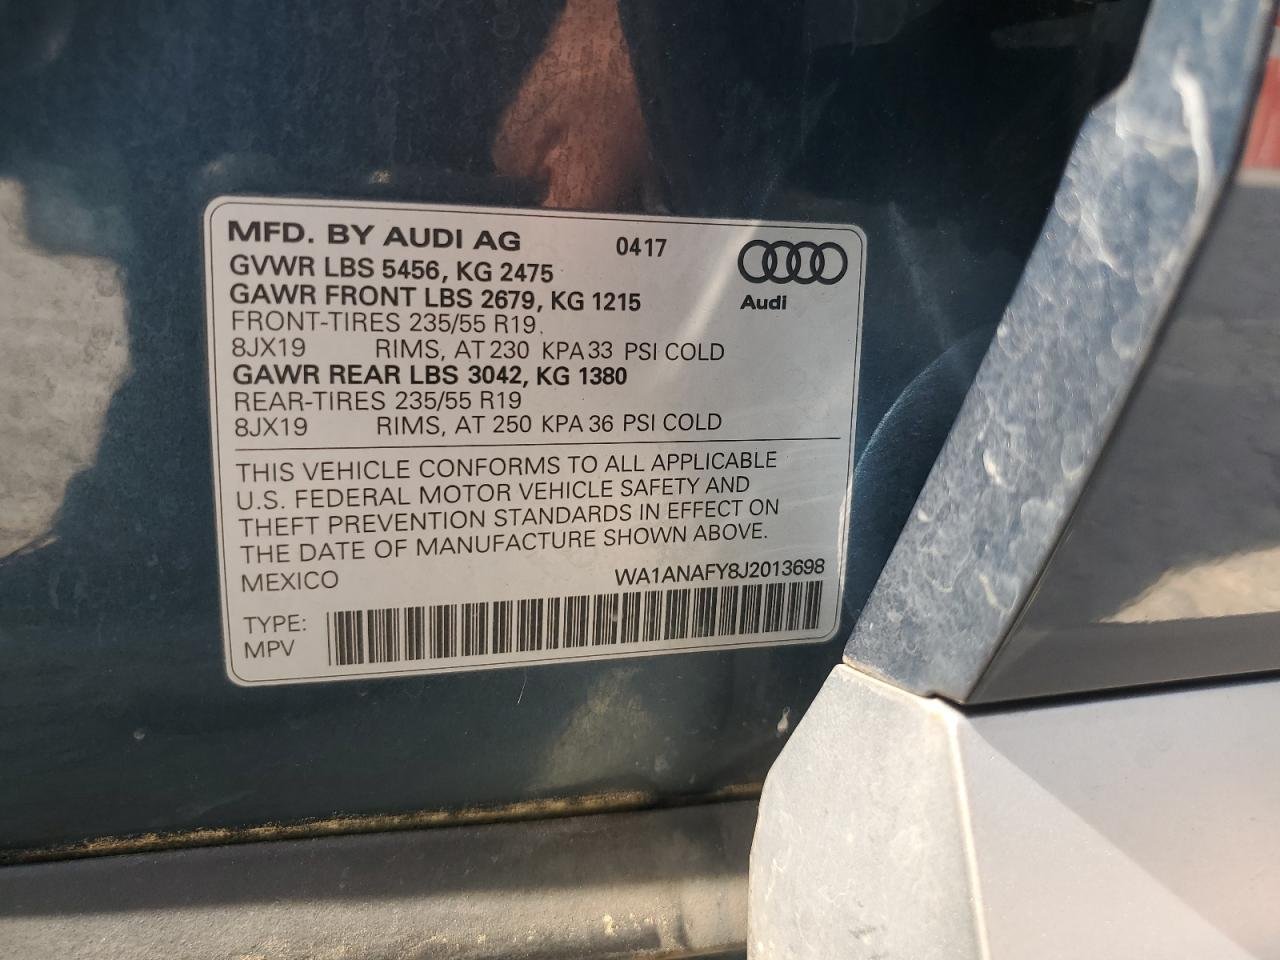 MFD. BY AUDI AG 0417
GVWR LBS 5456, KG 2475
GAWR FRONT LBS 2679, KG 1215
Audi
FRONT-TIRES 235/55 R19.
8JX19 RIMS, AT 230 KPA 33 PSI COLD
GAWR REAR LBS 3042, KG 1380
REAR-TIRES 235/55 R19
8JX19 RIMS, AT 250 KPA 36 PSI COLD
THIS VEHICLE CONFORMS TO ALL APPLICABLE
U.S. FEDERAL MOTOR VEHICLE SAFETY AND
THEFT PREVENTION STANDARDS IN EFFECT ON
THE DATE OF MANUFACTURE SHOWN ABOVE.
MEXICO WA1ANAFY8J2013698
TYPE:
MPV